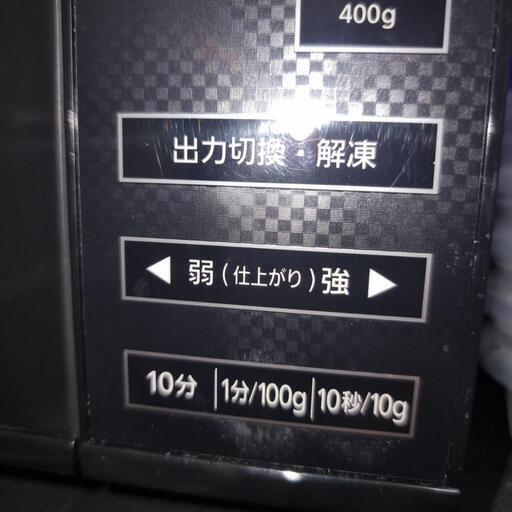 400g
出力切換・解凍
◀ 弱(仕上がり)強 ▶
10分 1分/100g 10秒/10g